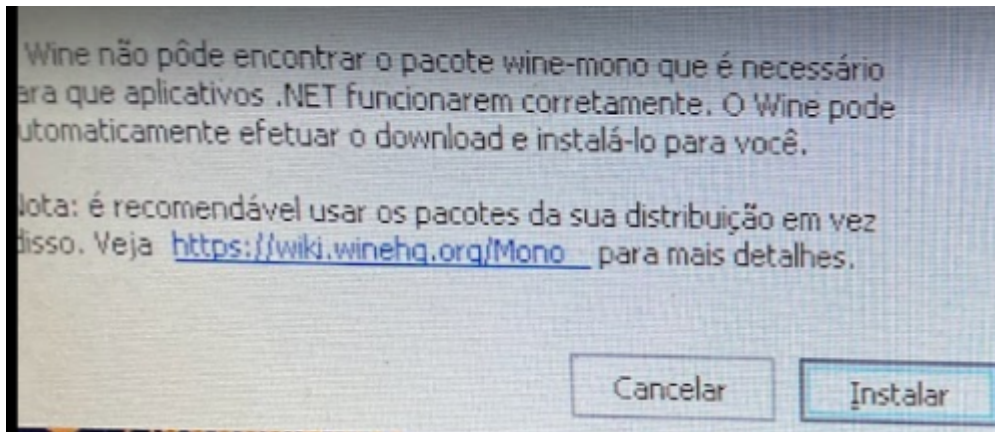 Wine não pôde encontrar o pacote wine-mono que é necessário
ara que aplicativos .NET funcionarem corretamente. O Wine pode
utomaticamente efetuar o download e instalá-lo para você.
lota: é recomendável usar os pacotes da sua distribuição em vez
disso. Veja https://wiki.winehq.org/Mono para mais detalhes.
Cancelar Instalar